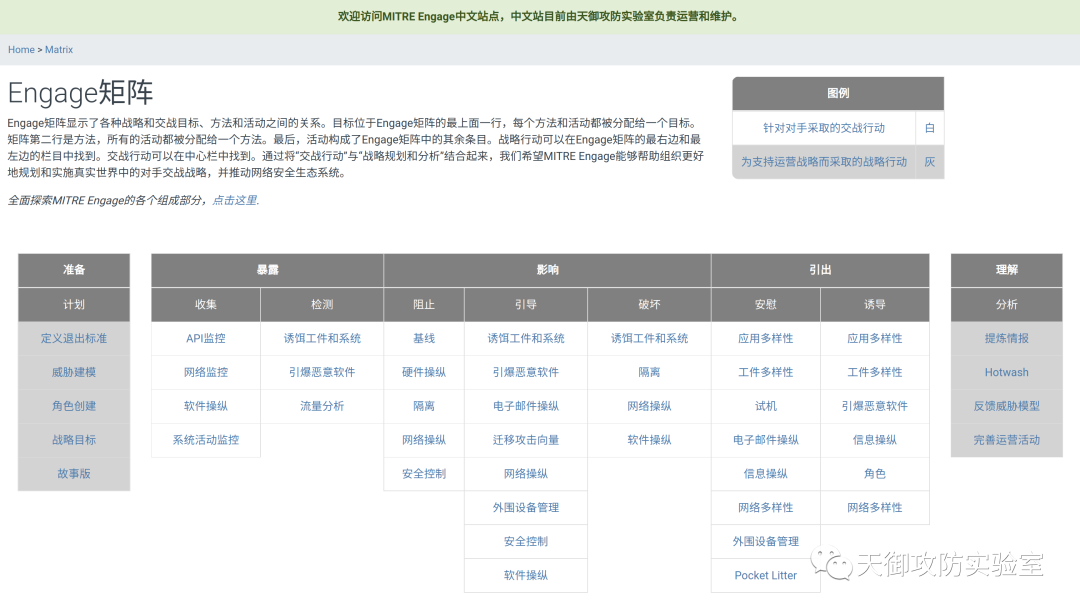 欢迎访问MITRE Engage中文站点，中文站目前由天御攻防实验室负责运营和维护。
Home > Matrix
Engage矩阵
Engage矩阵显示了各种战略和交战目标、方法和活动之间的关系。目标位于Engage矩阵的最上面一行，每个方法和活动都被分配给一个目标。
矩阵第二行是方法，所有的活动都被分配给一个方法。最后，活动构成了Engage矩阵中的其余条目。战略行动可以在Engage矩阵的最右边和最
左边的栏目中找到。交战行动可以在中心栏中找到。通过将“交战行动”与“战略规划和分析”结合起来，我们希望MITRE Engage能够帮助组织更好
地规划和实施真实世界中的对手交战战略，并推动网络安全生态系统。
全面探索MITRE Engage的各个组成部分，点击这里.
图例
针对对手采取的交战行动 白
为支持运营战略而采取的战略行动 灰
准备 暴露 影响 引出 理解
计划 收集 检测 阻止 引导 破坏 安慰 诱导 分析
定义退出标准 API监控 诱饵工件和系统 基线 诱饵工件和系统 诱饵工件和系统 应用多样性 应用多样性 提炼情报
威胁建模 网络监控 引爆恶意软件 硬件操纵 引爆恶意软件 隔离 工件多样性 工件多样性 Hotwash
角色创建 软件操纵 流量分析 隔离 电子邮件操纵 网络操纵 试机 引爆恶意软件 反馈威胁模型
战略目标 系统活动监控 网络操纵 迁移攻击向量 软件操纵 电子邮件操纵 信息操纵 完善运营活动
故事版 安全控制 网络操纵 信息操纵 角色
外围设备管理 网络多样性 网络多样性
安全控制 外围设备管理
软件操纵 Pocket Litter
天御攻防实验室